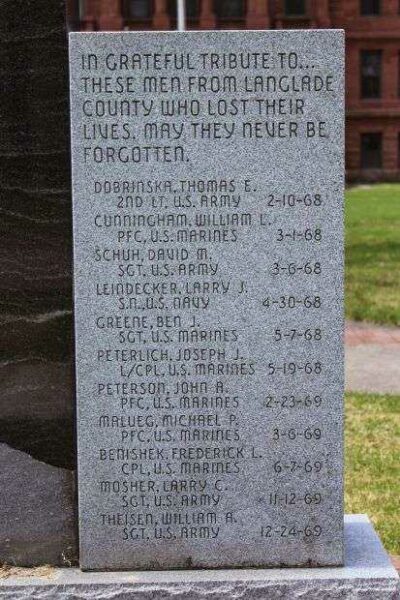 IN GRATEFUL TRIBUTE TO...
THESE MEN FROM LANGLADE
COUNTY WHO LOST THEIR
LIVES. MAY THEY NEVER BE
FORGOTTEN.
DOBRINSKA, THOMAS E.
2ND LT. U.S. ARMY 2-10-68
CUNNINGHAM, WILLIAM L.
PFC, U.S. MARINES 3-1-68
SCHUH, DAVID M.
SGT. U.S. ARMY 3-6-68
LEINDECKER, LARRY J.
S.N., U.S. NAVY 4-30-68
GREENE, BEN J.
SGT, U.S. MARINES 5-7-68
PETERLICH, JOSEPH J.
L/CPL, U.S. MARINES 5-19-68
PETERSON, JOHN A.
PFC, U.S. MARINES 2-23-69
MALUEG, MICHAEL P.
PFC, U.S. MARINES 3-6-69
BENISHEK, FREDERICK L.
CPL, U.S. MARINES 6-7-69
MOSHER, LARRY C.
SGT, U.S. ARMY 11-12-69
THEISEN, WILLIAM A.
SGT, U.S. ARMY 12-24-69